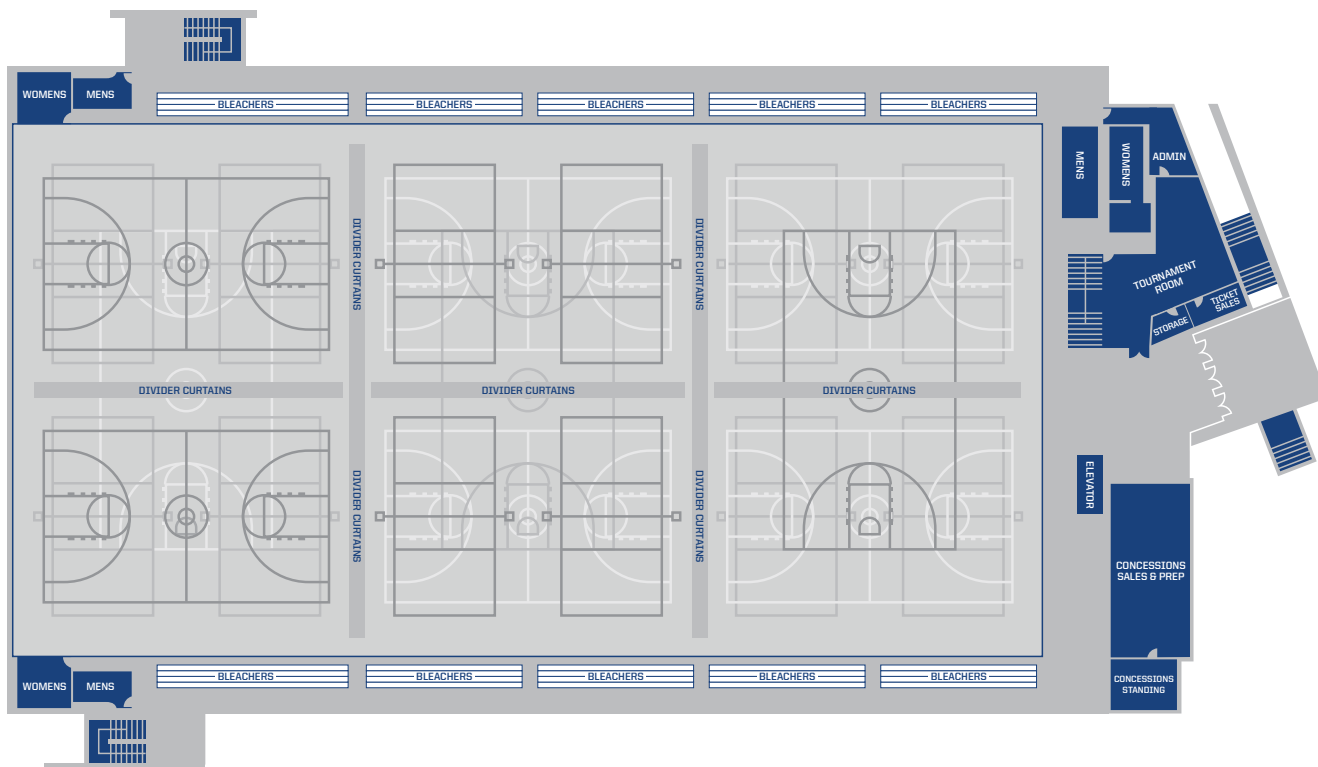 WOMENS
MENS
BLEACHERS
BLEACHERS
BLEACHERS
BLEACHERS
BLEACHERS
MENS
WOMENS
ADMIN
DIVIDER CURTAINS
DIVIDER CURTAINS
TOURNAMENT
ROOM
TICKET
SALES
STORAGE
DIVIDER CURTAINS
DIVIDER CURTAINS
DIVIDER CURTAINS
DIVIDER CURTAINS
DIVIDER CURTAINS
ELEVATOR
CONCESSIONS
SALES & PREP
WOMENS
MENS
BLEACHERS
BLEACHERS
BLEACHERS
BLEACHERS
BLEACHERS
CONCESSIONS
STANDING